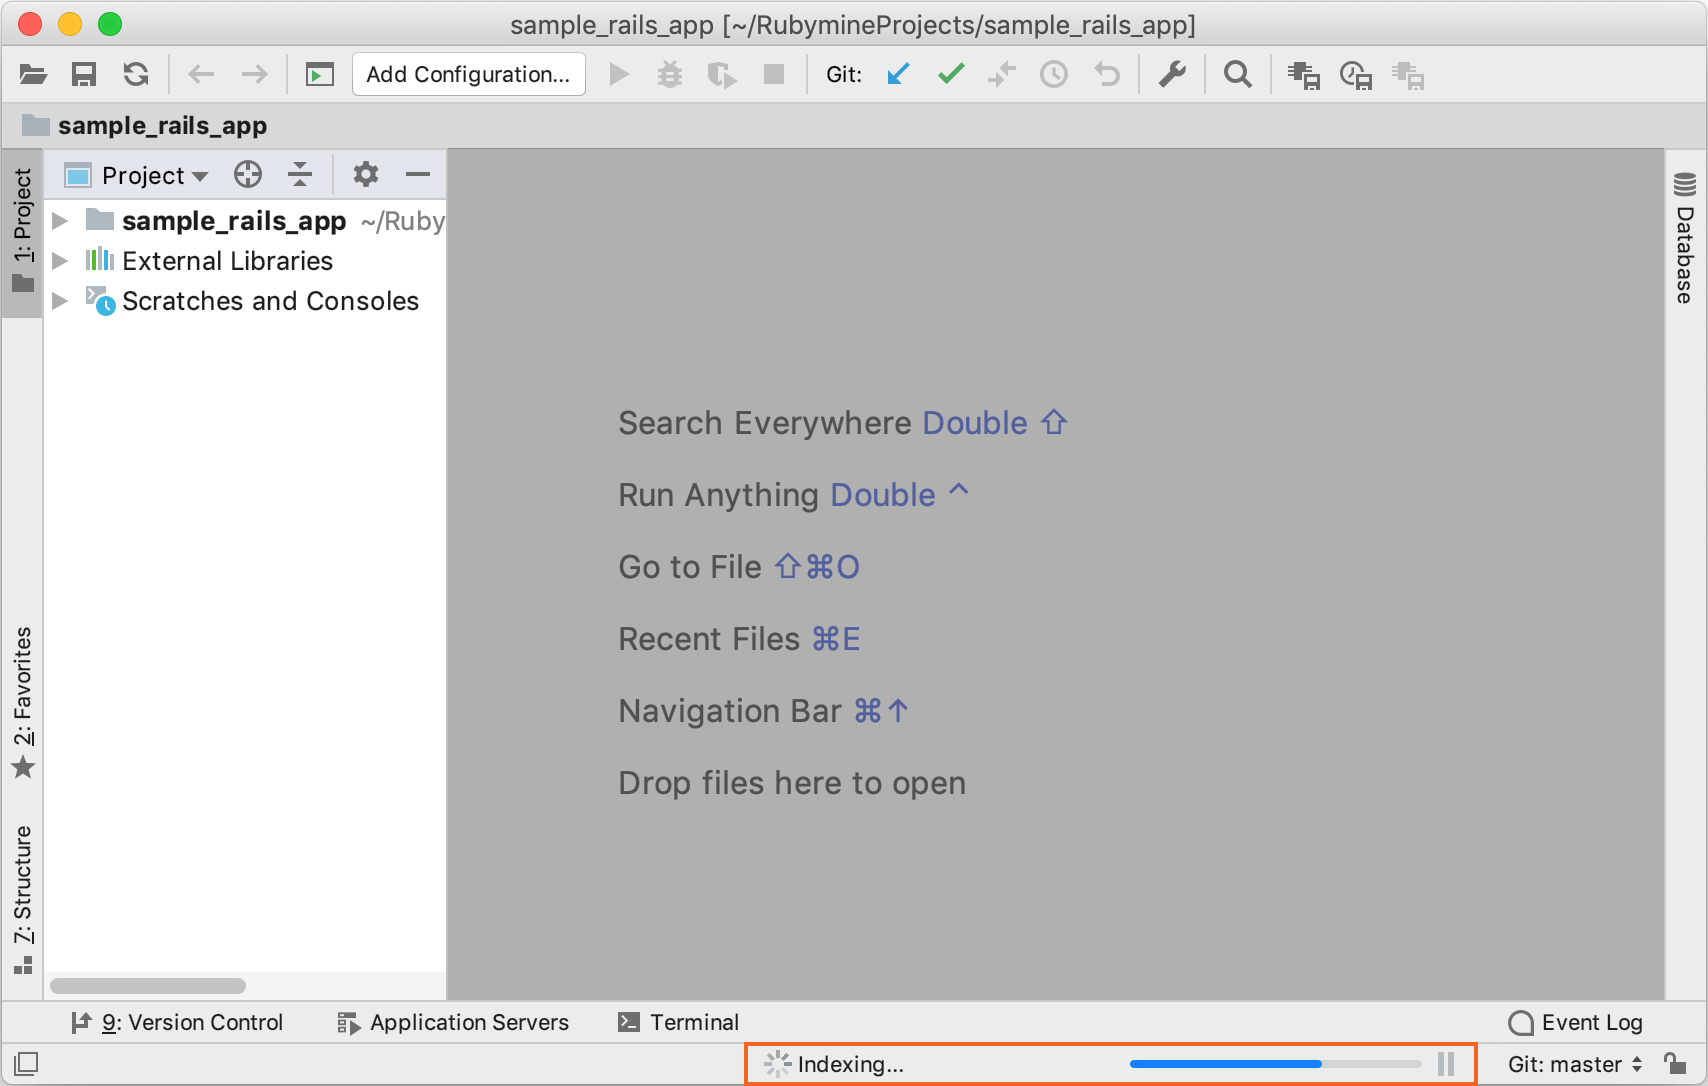 sample_rails_app [~/RubymineProjects/sample_rails_app]
Add Configuration... Git:
sample_rails_app
1: Project
Project
sample_rails_app ~/Ruby
External Libraries
Scratches and Consoles
2: Favorites
7: Structure
Search Everywhere Double ⇧
Run Anything Double ^
Go to File ⇧⌘O
Recent Files ⌘E
Navigation Bar ⌘↑
Drop files here to open
Database
9: Version Control Application Servers Terminal Event Log
Indexing... Git: master